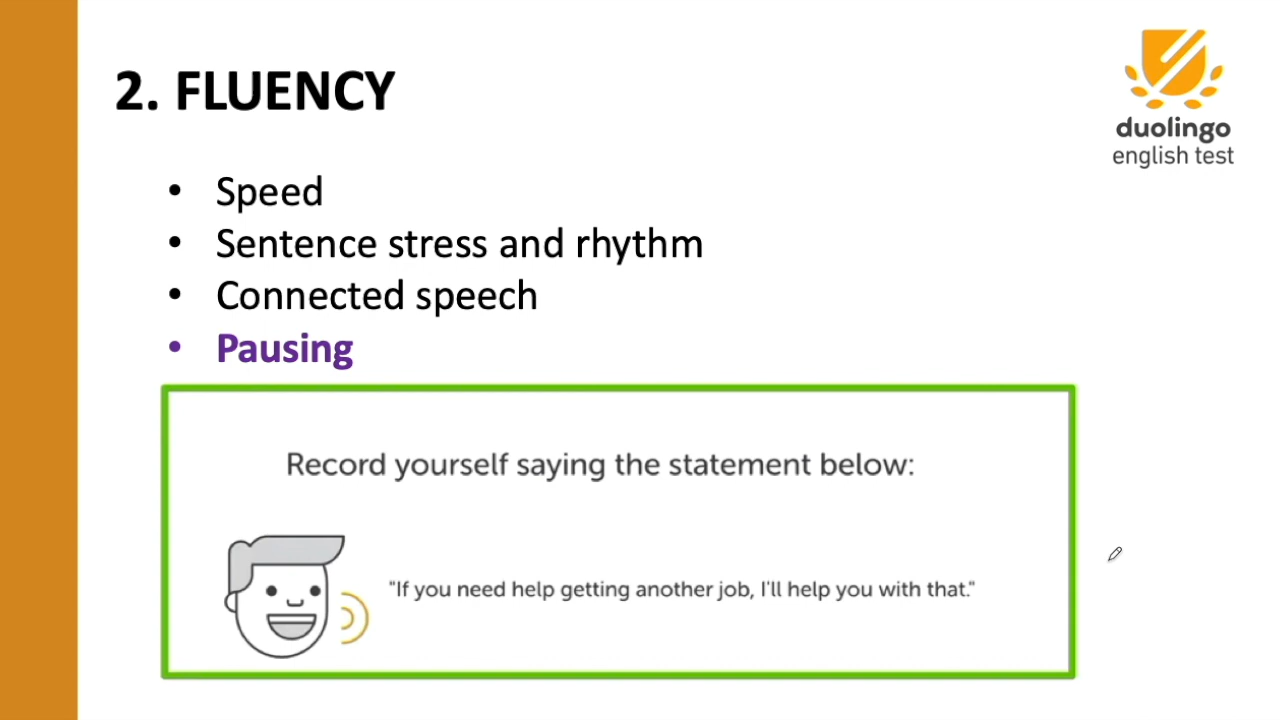 2. FLUENCY
duolingo
english test
• Speed
• Sentence stress and rhythm
• Connected speech
• Pausing
Record yourself saying the statement below:
"If you need help getting another job, I'll help you with that."